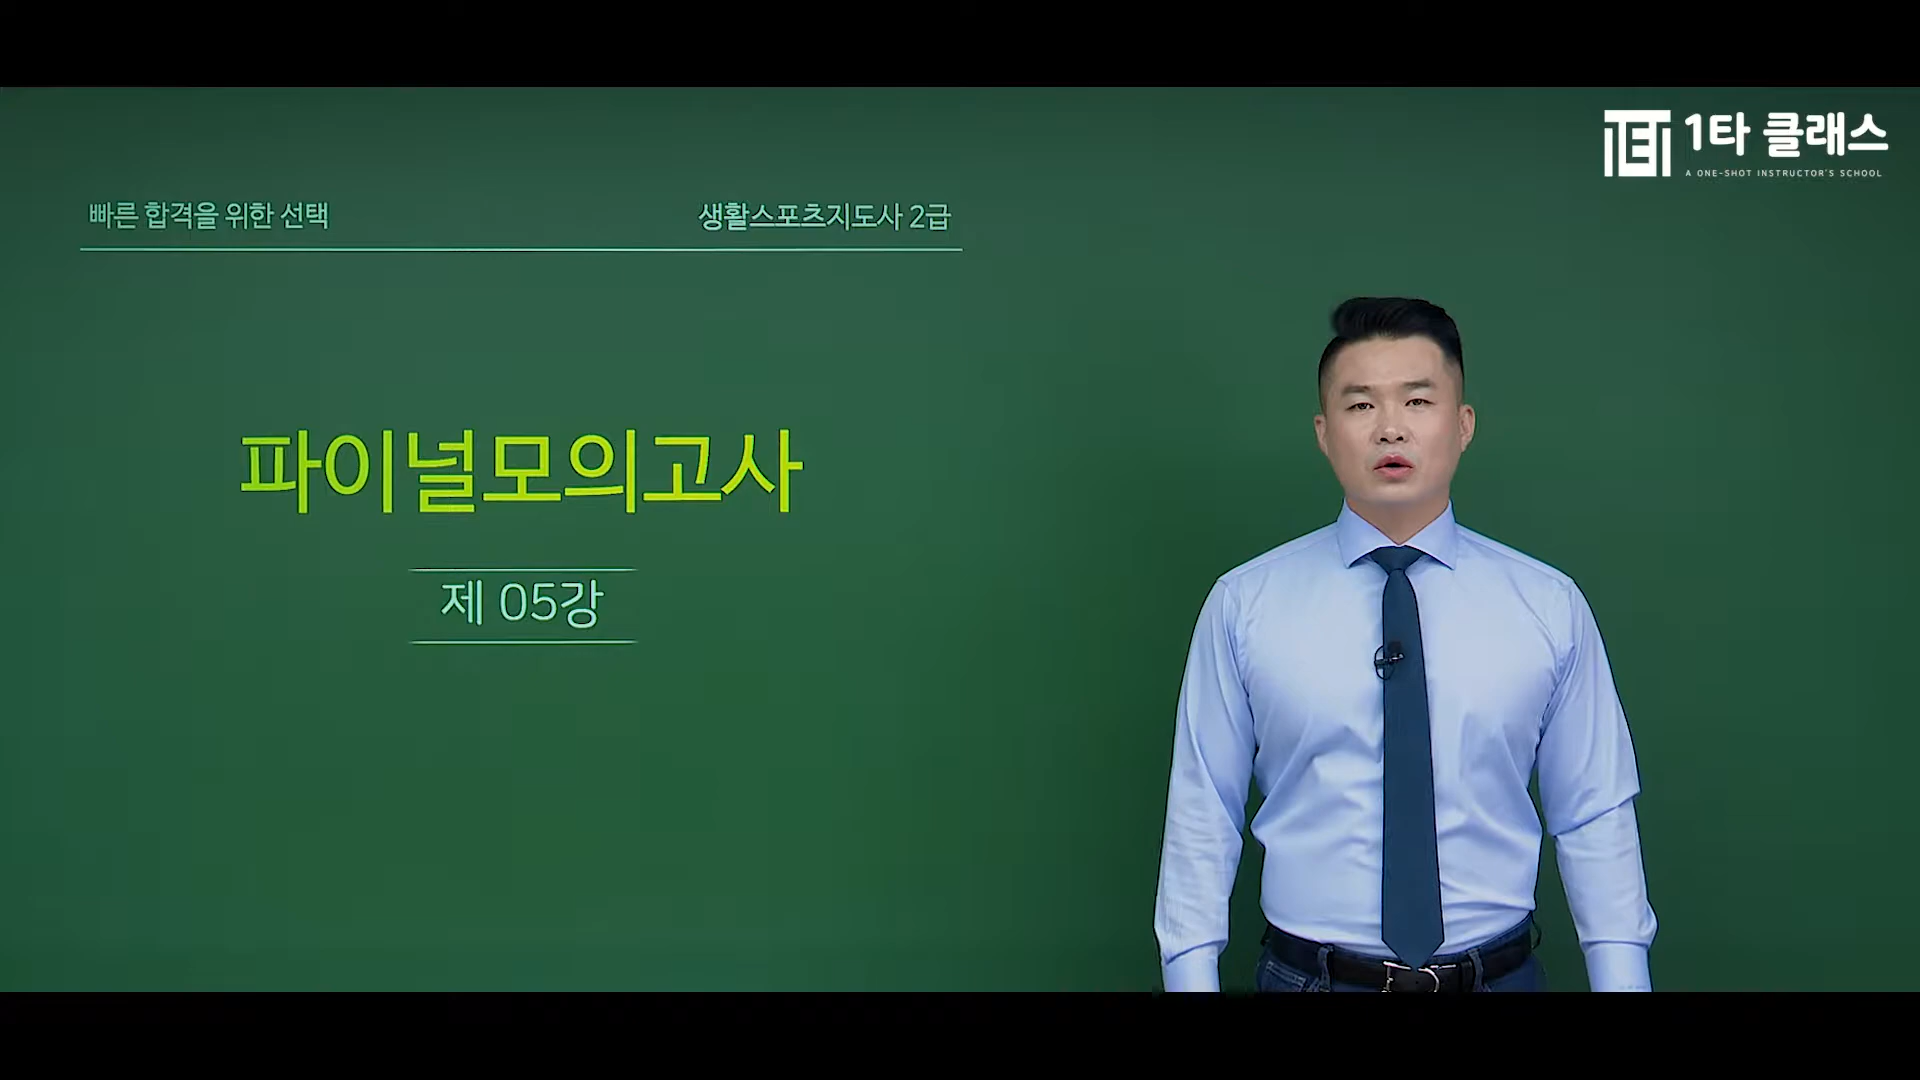 1타 클래스
A ONE-SHOT INSTRUCTOR'S SCHOOL
빠른 합격을 위한 선택
생활스포츠지도사 2급
파이널모의고사
제 05강